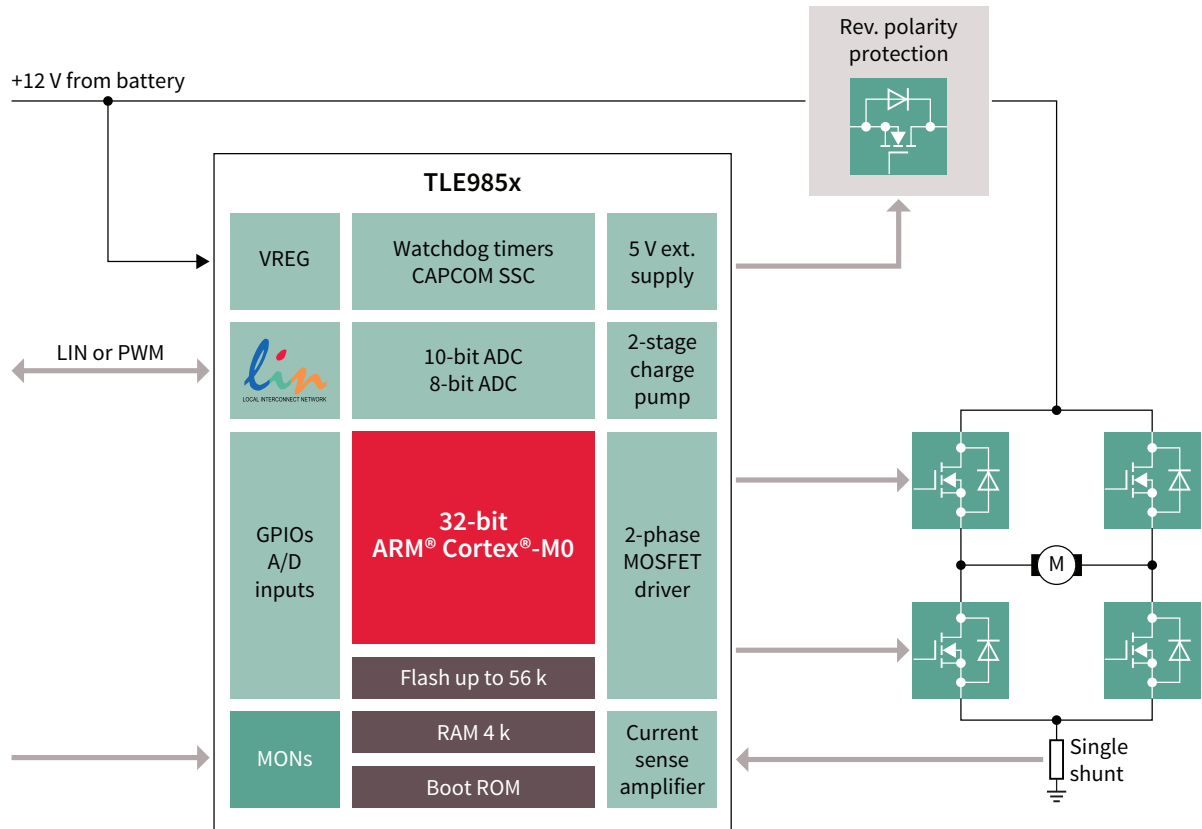 Rev. polarity
protection
+12 V from battery
TLE985x
VREG
Watchdog timers
CAPCOM SSC
5 V ext.
supply
LIN or PWM
lin
LOCAL INTERCONNECT NETWORK
10-bit ADC
8-bit ADC
2-stage
charge
pump
GPIOs
A/D
inputs
32-bit
ARM® Cortex®-M0
2-phase
MOSFET
driver
M
Flash up to 56 k
MONs
RAM 4 k
Boot ROM
Current
sense
amplifier
Single
shunt